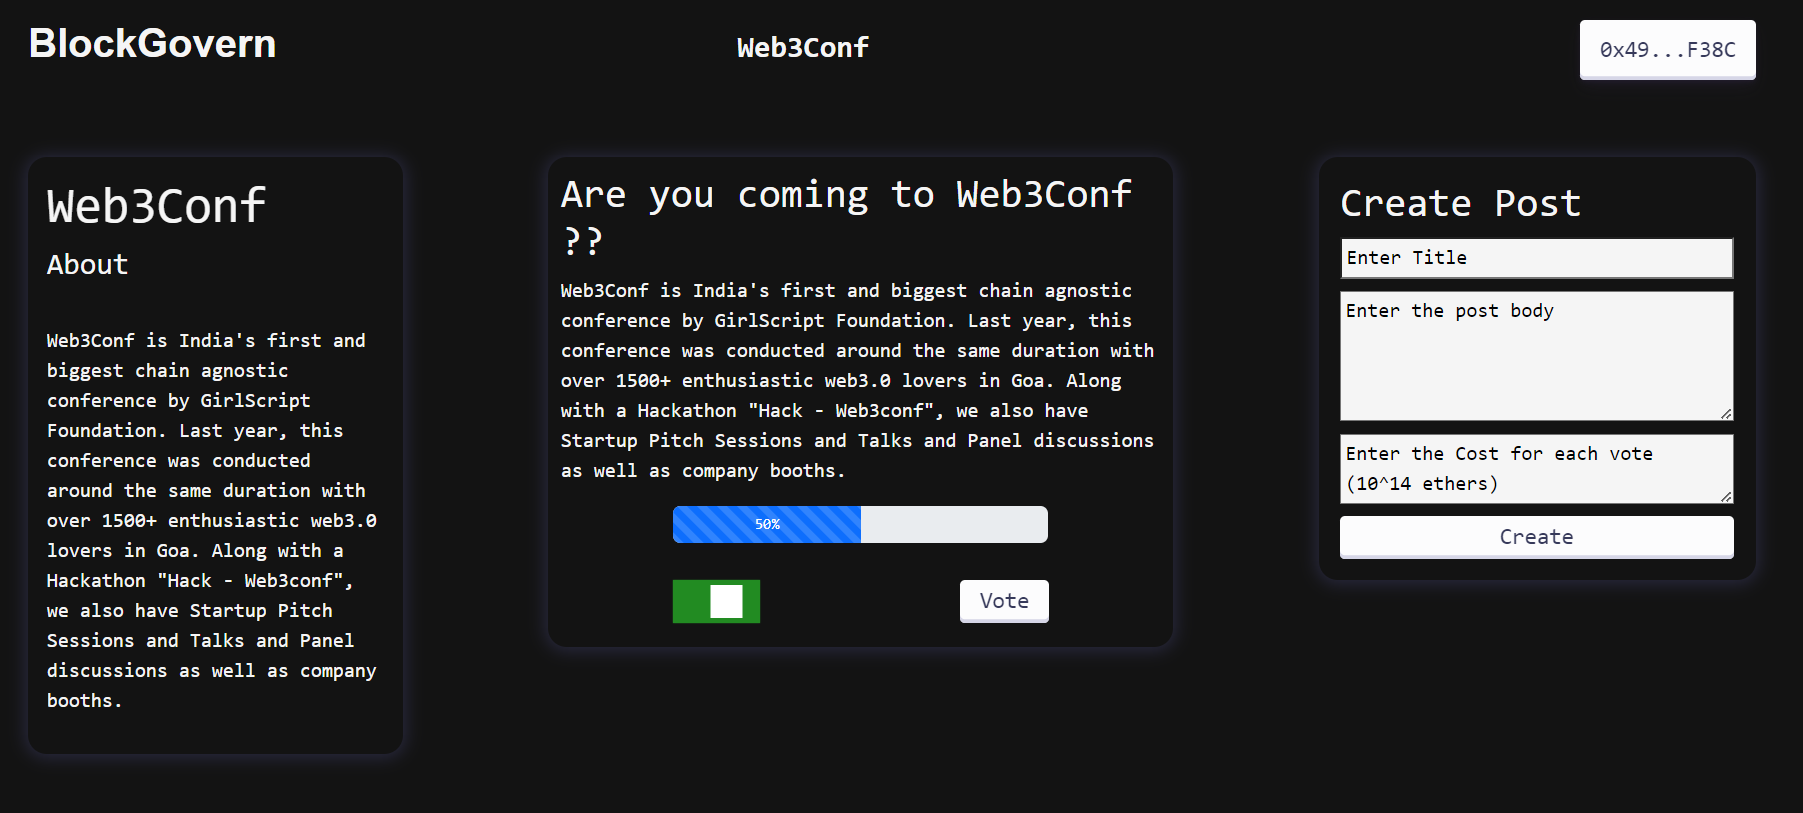 BlockGovern
Web3Conf
0x49...F38C
Web3Conf
About
Web3Conf is India's first and
biggest chain agnostic
conference by GirlScript
Foundation. Last year, this
conference was conducted
around the same duration with
over 1500+ enthusiastic web3.0
lovers in Goa. Along with a
Hackathon "Hack - Web3conf",
we also have Startup Pitch
Sessions and Talks and Panel
discussions as well as company
booths.
Are you coming to Web3Conf
??
Web3Conf is India's first and biggest chain agnostic
conference by GirlScript Foundation. Last year, this
conference was conducted around the same duration with
over 1500+ enthusiastic web3.0 lovers in Goa. Along
with a Hackathon "Hack - Web3conf", we also have
Startup Pitch Sessions and Talks and Panel discussions
as well as company booths.
50%
Vote
Create Post
Enter Title
Enter the post body
Enter the Cost for each vote
(10^14 ethers)
Create